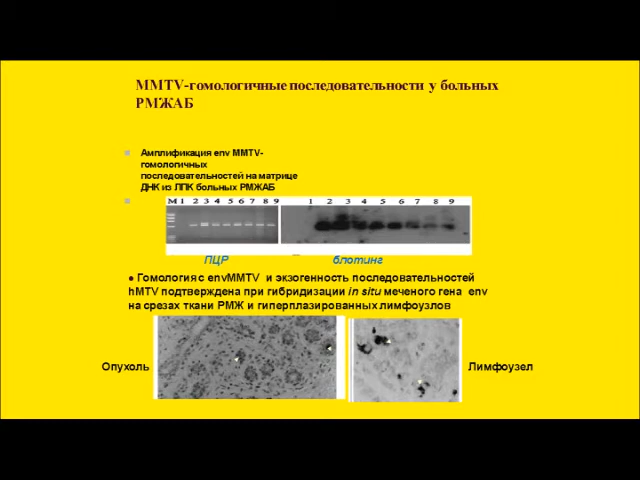 MMTV-гомологичные последовательности у больных
РМЖАБ
Амплификация env MMTV-
гомологичных
последовательностей на матрице
ДНК из ЛПК больных РМЖАБ
М 1 2 3 4 5 6 7 8 9 1 2 3 4 5 6 7 8 9
ПЦР блотинг
● Гомология с envMMTV и экзогенность последовательностей
hMTV подтверждена при гибридизации in situ меченого гена env
на срезах ткани РМЖ и гиперплазированных лимфоузлов
Опухоль Лимфоузел